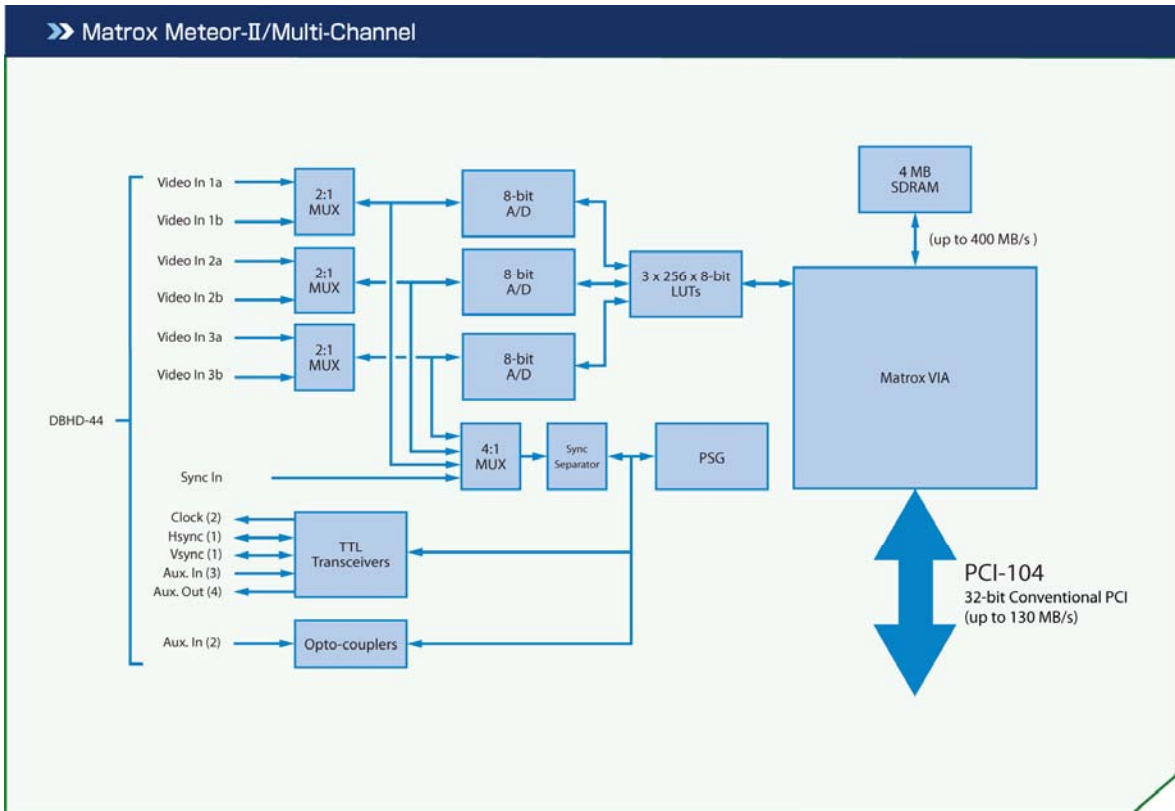 Matrox Meteor-II/Multi-Channel
Video In 1a
Video In 1b
2:1
MUX
8-bit
A/D
4 MB
SDRAM
(up to 400 MB/s )
Video In 2a
Video In 2b
2:1
MUX
8 bit
A/D
3 x 256 x 8-bit
LUTs
Video In 3a
Video In 3b
2:1
MUX
8-bit
A/D
Matrox VIA
DBHD-44
4:1
MUX
Sync
Separator
PSG
Sync In
Clock (2)
Hsync (1)
Vsync (1)
Aux. In (3)
Aux. Out (4)
TTL
Transceivers
PCI-104
32-bit Conventional PCI
(up to 130 MB/s)
Aux. In (2)
Opto-couplers